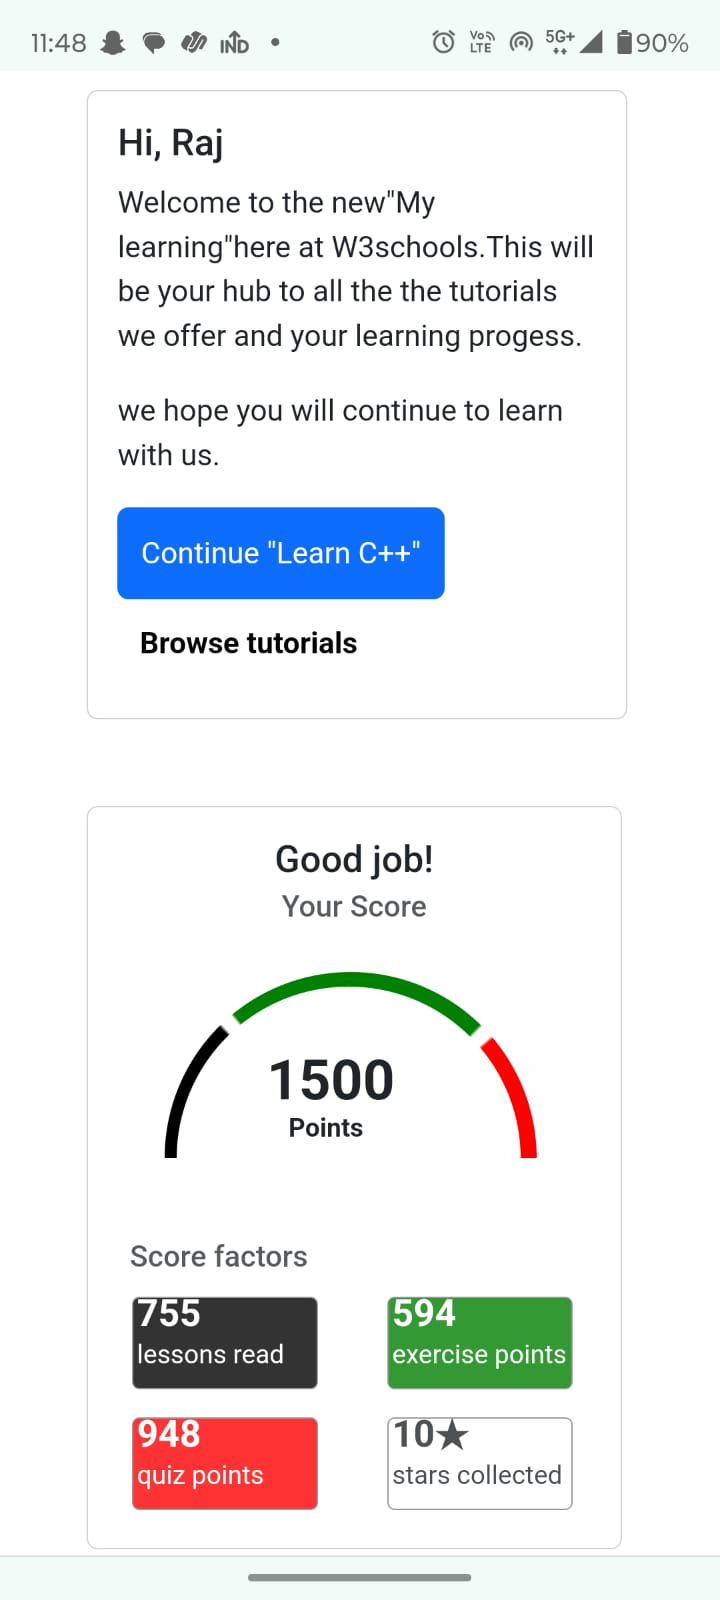 11:48 IND VoLTE 5G+ 90%
Hi, Raj
Welcome to the new"My
learning"here at W3schools.This will
be your hub to all the the tutorials
we offer and your learning progess.
we hope you will continue to learn
with us.
Continue "Learn C++"
Browse tutorials
Good job!
Your Score
1500
Points
Score factors
755
lessons read
594
exercise points
948
quiz points
10★
stars collected